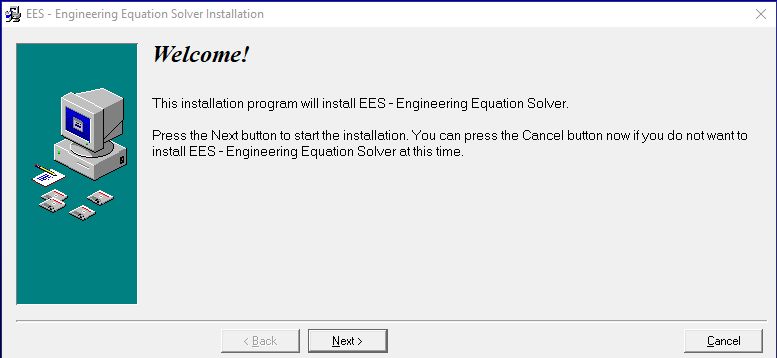 EES - Engineering Equation Solver Installation
Welcome!
This installation program will install EES - Engineering Equation Solver.
Press the Next button to start the installation. You can press the Cancel button now if you do not want to
install EES - Engineering Equation Solver at this time.
< Back
Next >
Cancel